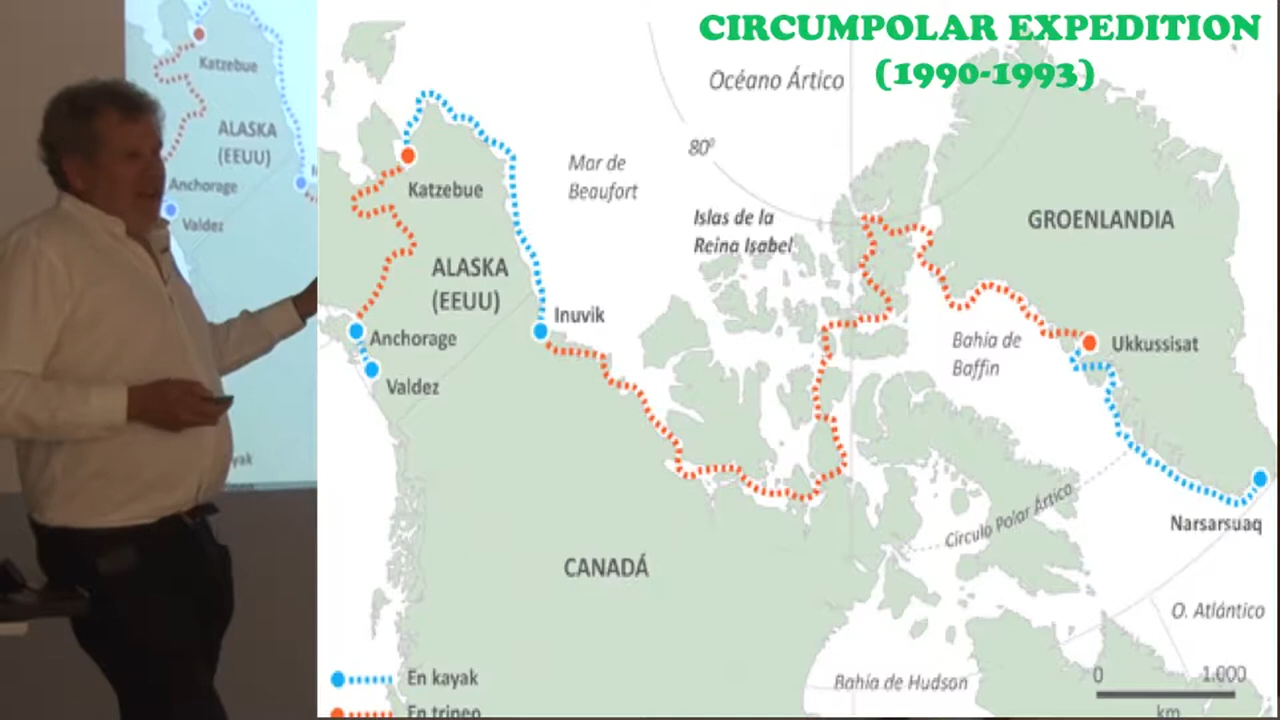 CIRCUMPOLAR EXPEDITION
(1990-1993)
Katzebue
ALASKA
(EEUU)
Anchorage
Valdez
yak
Océano Ártico
80º
Mar de
Beaufort
Katzebue
Islas de la
Reina Isabel
GROENLANDIA
ALASKA
(EEUU)
Inuvik
Anchorage
Valdez
Bahía de
Baffin
Ukkussisat
Círculo Polar Ártico
Narsarsuaq
CANADÁ
O. Atlántico
En kayak
Bahía de Hudson
0 1.000
km
En trineo